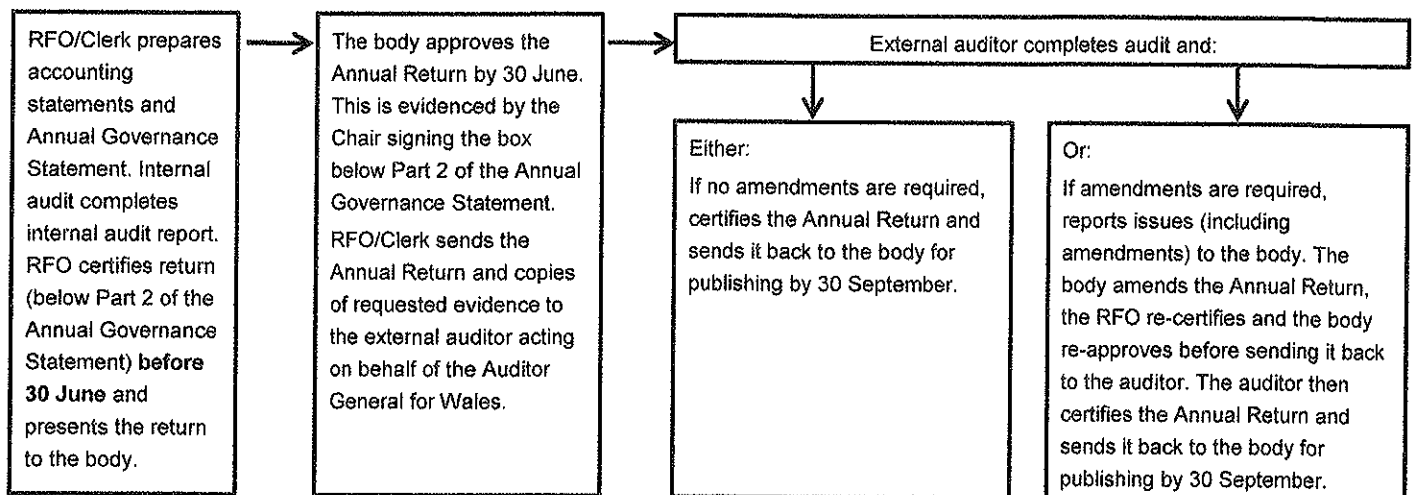 RFO/Clerk prepares
accounting
statements and
Annual Governance
Statement. Internal
audit completes
internal audit report.
RFO certifies return
(below Part 2 of the
Annual Governance
Statement) before
30 June and
presents the return
to the body.
The body approves the
Annual Return by 30 June.
This is evidenced by the
Chair signing the box
below Part 2 of the Annual
Governance Statement.
RFO/Clerk sends the
Annual Return and copies
of requested evidence to
the external auditor acting
on behalf of the Auditor
General for Wales.
External auditor completes audit and:
Either:
If no amendments are required,
certifies the Annual Return and
sends it back to the body for
publishing by 30 September.
Or:
If amendments are required,
reports issues (including
amendments) to the body. The
body amends the Annual Return,
the RFO re-certifies and the body
re-approves before sending it back
to the auditor. The auditor then
certifies the Annual Return and
sends it back to the body for
publishing by 30 September.